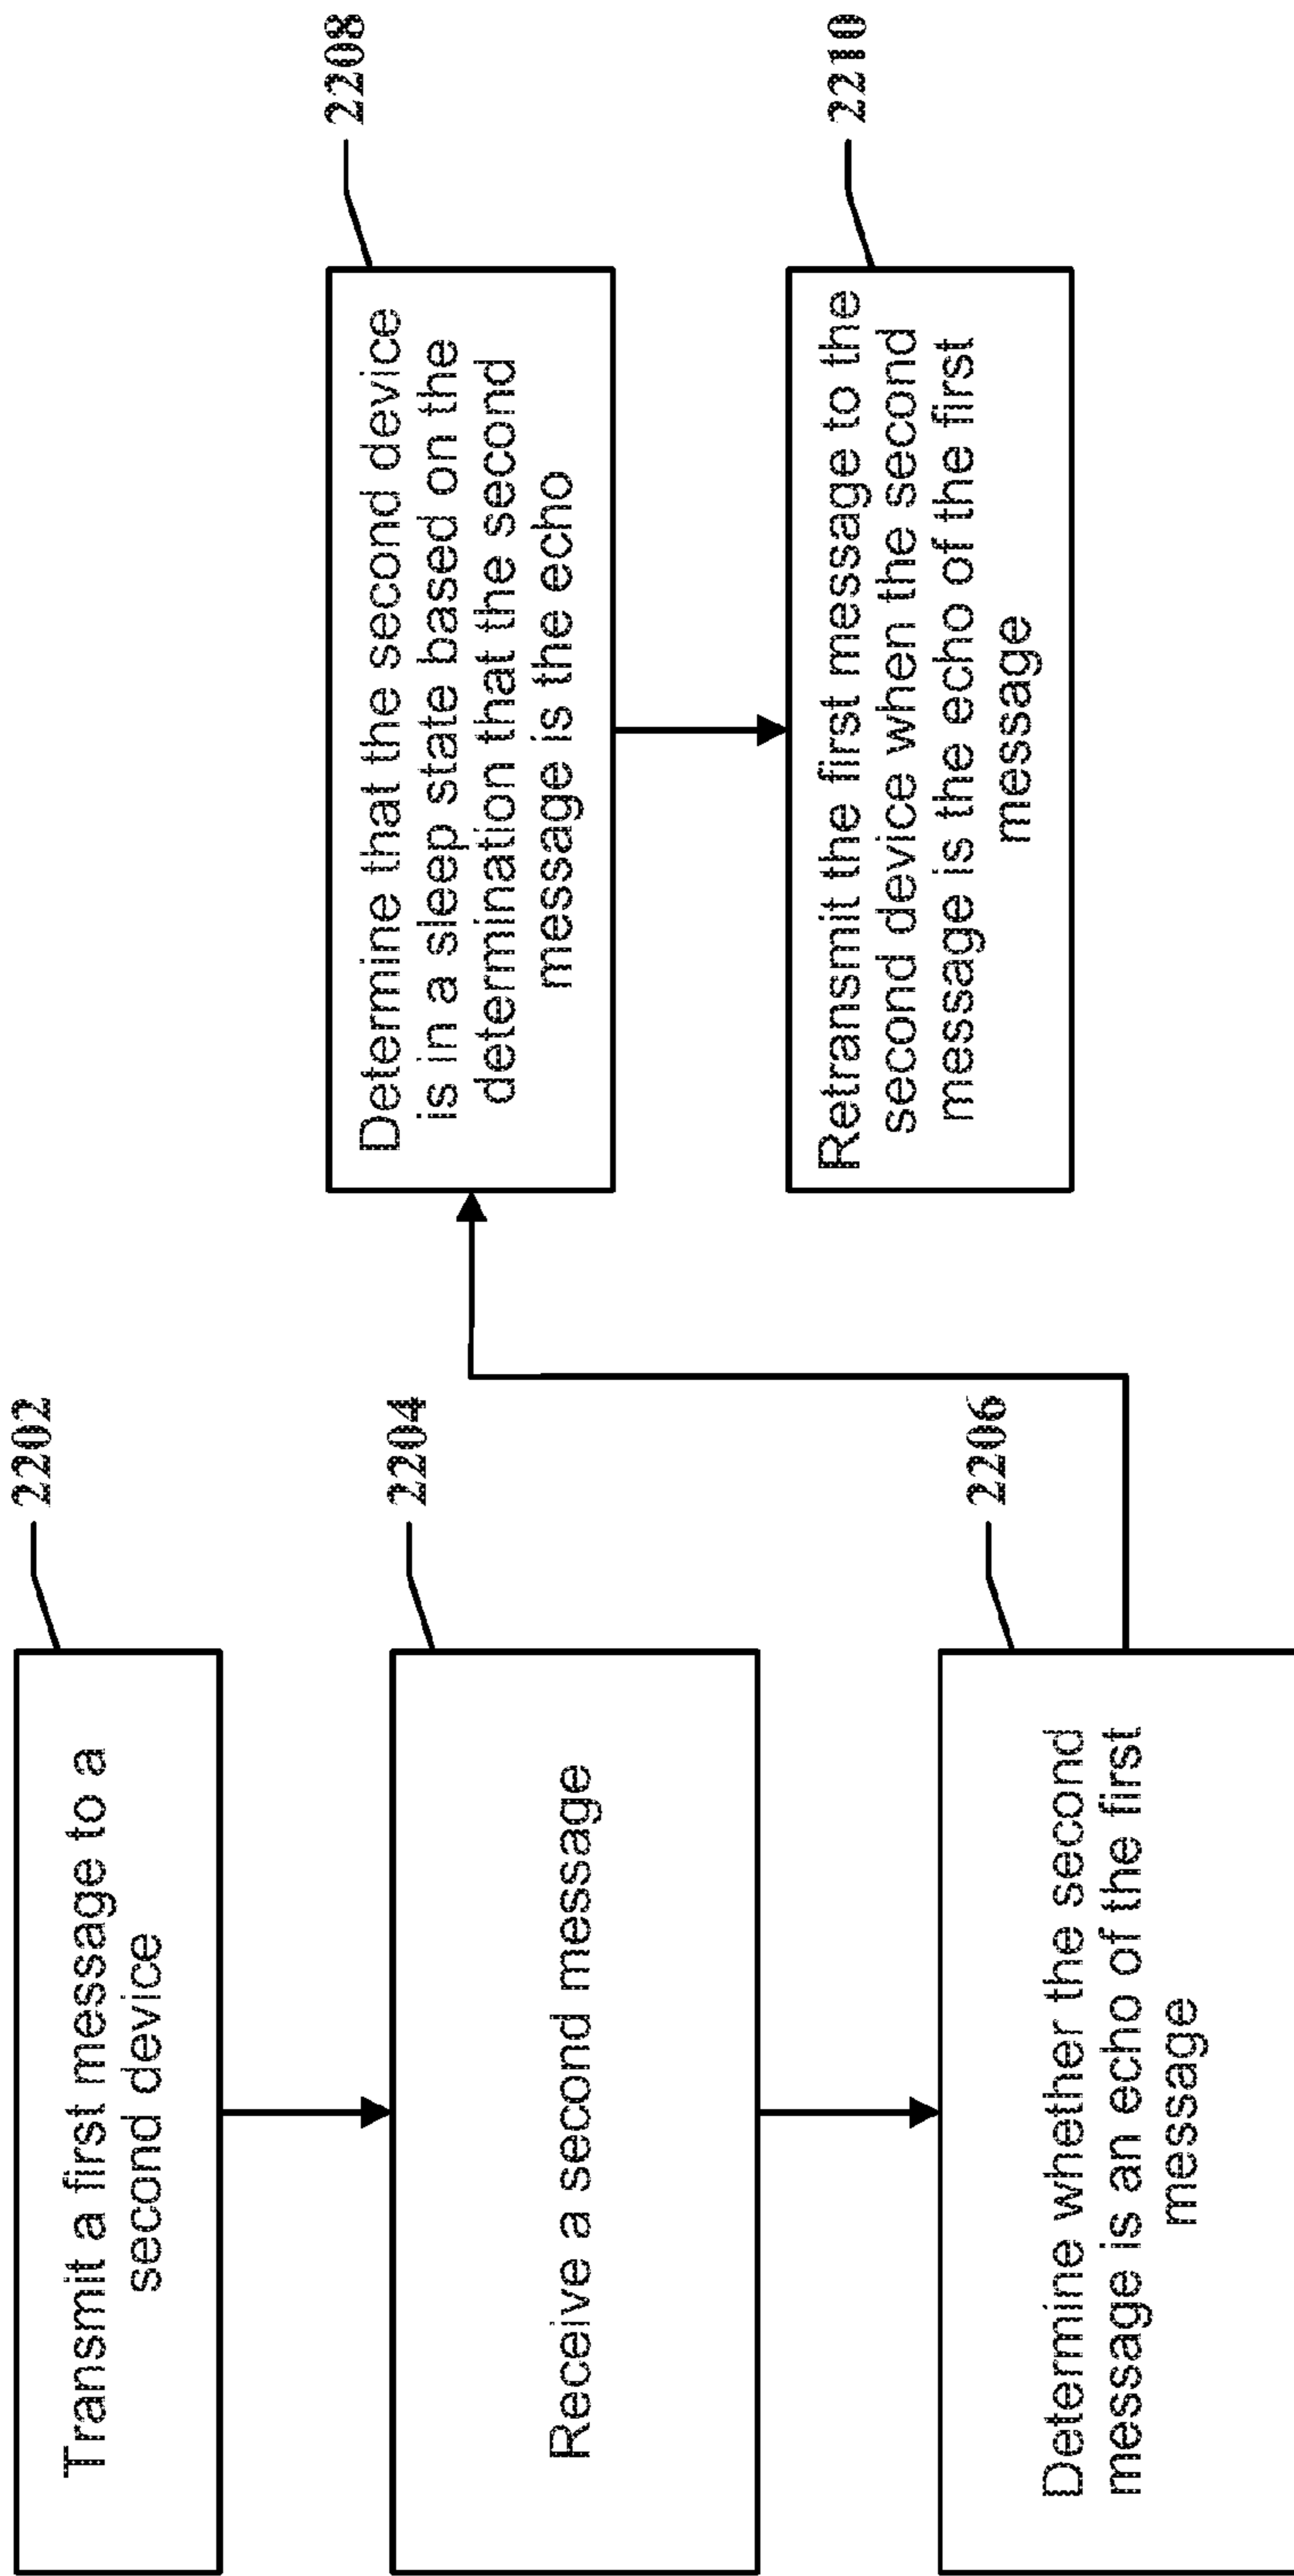 2202
Transmit a first message to a
second device
2204
Receive a second message
2206
Determine whether the second
message is an echo of the first
message
2208
Determine that the second device
is in a sleep state based on the
determination that the second
message is the echo
2210
Retransmit the first message to the
second device when the second
message is the echo of the first
message